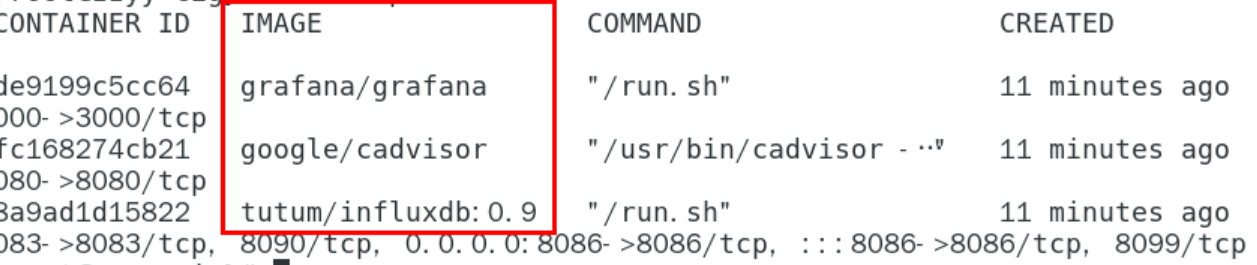 CONTAINER ID IMAGE COMMAND CREATED
de9199c5cc64 grafana/grafana "/run.sh" 11 minutes ago
000->3000/tcp
fc168274cb21 google/cadvisor "/usr/bin/cadvisor -…" 11 minutes ago
080->8080/tcp
8a9ad1d15822 tutum/influxdb:0.9 "/run.sh" 11 minutes ago
083->8083/tcp, 8090/tcp, 0.0.0.0:8086->8086/tcp, :::8086->8086/tcp, 8099/tcp